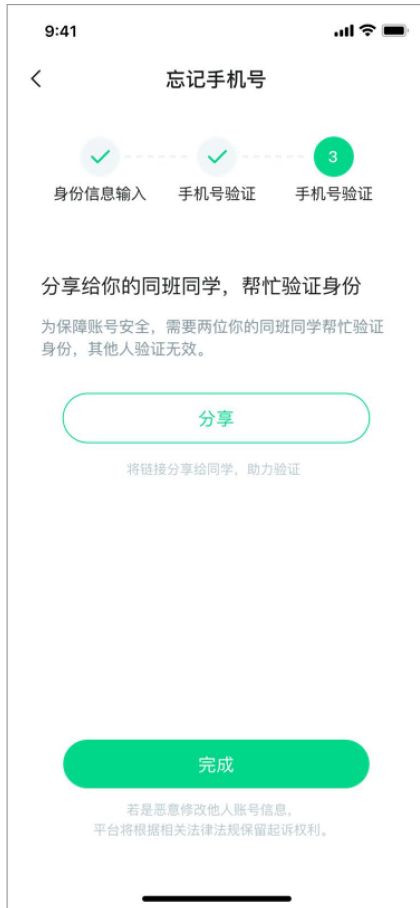 9:41
忘记手机号
3
身份信息输入 手机号验证 手机号验证
分享给你的同班同学，帮忙验证身份
为保障账号安全，需要两位你的同班同学帮忙验证
身份，其他人验证无效。
分享
将链接分享给同学，助力验证
完成
若是恶意修改他人账号信息，
平台将根据相关法律法规保留起诉权利。